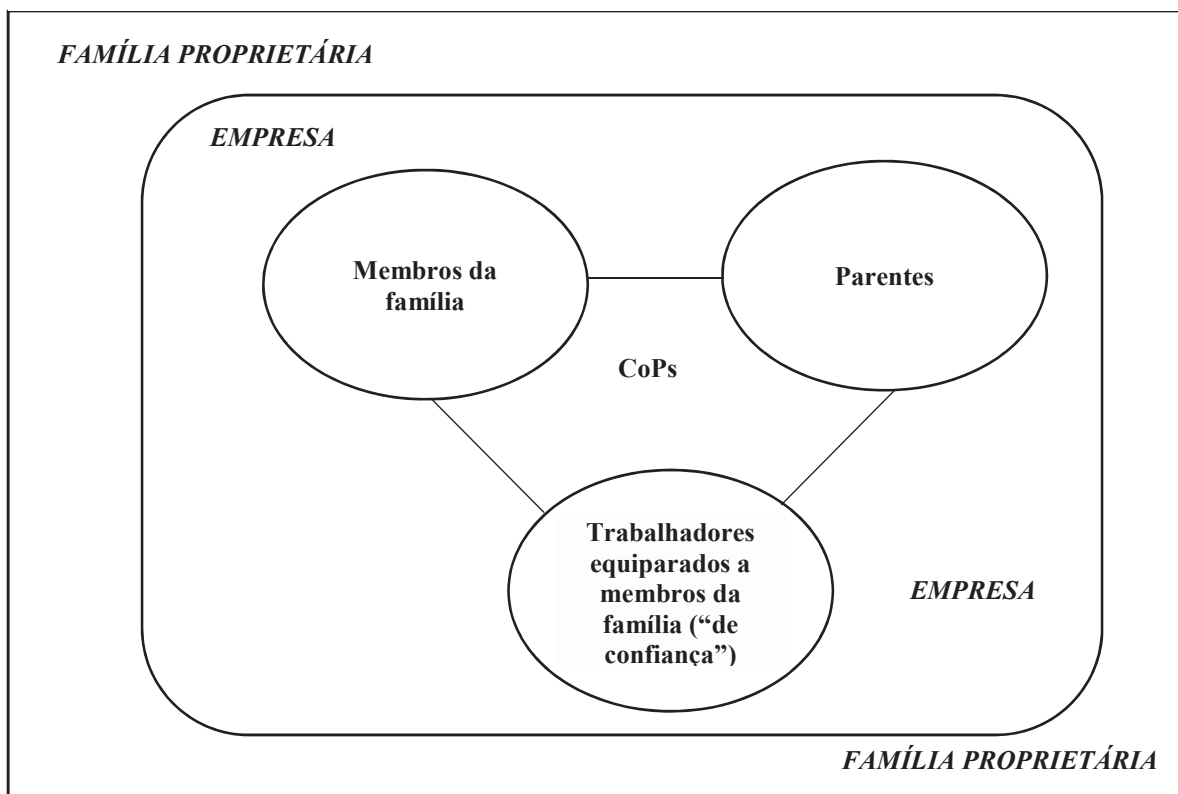 FAMÍLIA PROPRIETÁRIA
EMPRESA
Membros da
família
Parentes
CoPs
Trabalhadores
equiparados a
membros da
família (“de
confiança”)
EMPRESA
FAMÍLIA PROPRIETÁRIA